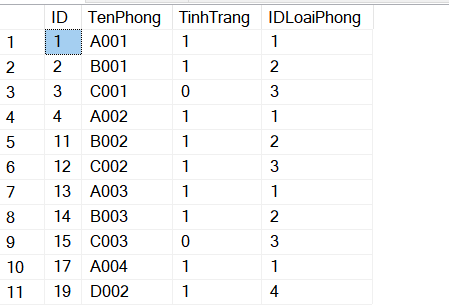 ID TenPhong TinhTrang IDLoaiPhong
1 1 A001 1 1
2 2 B001 1 2
3 3 C001 0 3
4 4 A002 1 1
5 11 B002 1 2
6 12 C002 1 3
7 13 A003 1 1
8 14 B003 1 2
9 15 C003 0 3
10 17 A004 1 1
11 19 D002 1 4